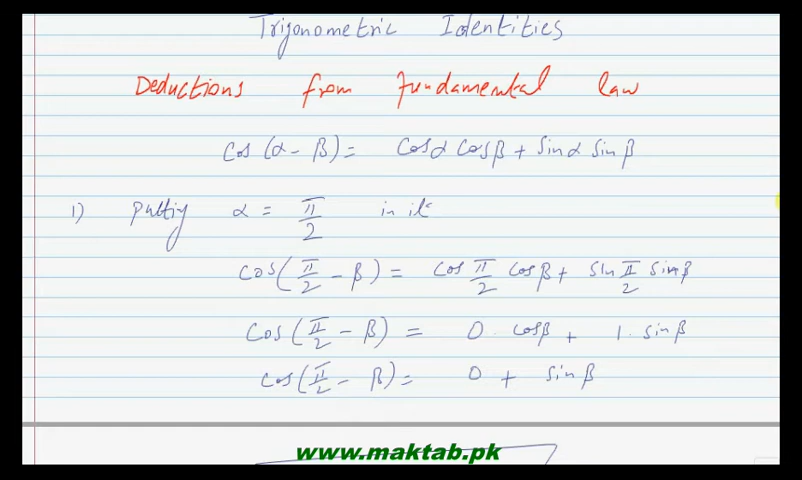 Trigonometric Identities
Deductions from fundamental law
Cos (α - β) = Cosα Cosβ + Sinα Sinβ
1) Putting α = π/2 in it
Cos(π/2 - β) = Cos π/2 Cosβ + Sin π/2 Sinβ
Cos(π/2 - β) = 0 . Cosβ + 1 . Sinβ
Cos(π/2 - β) = 0 + Sinβ
www.maktab.pk